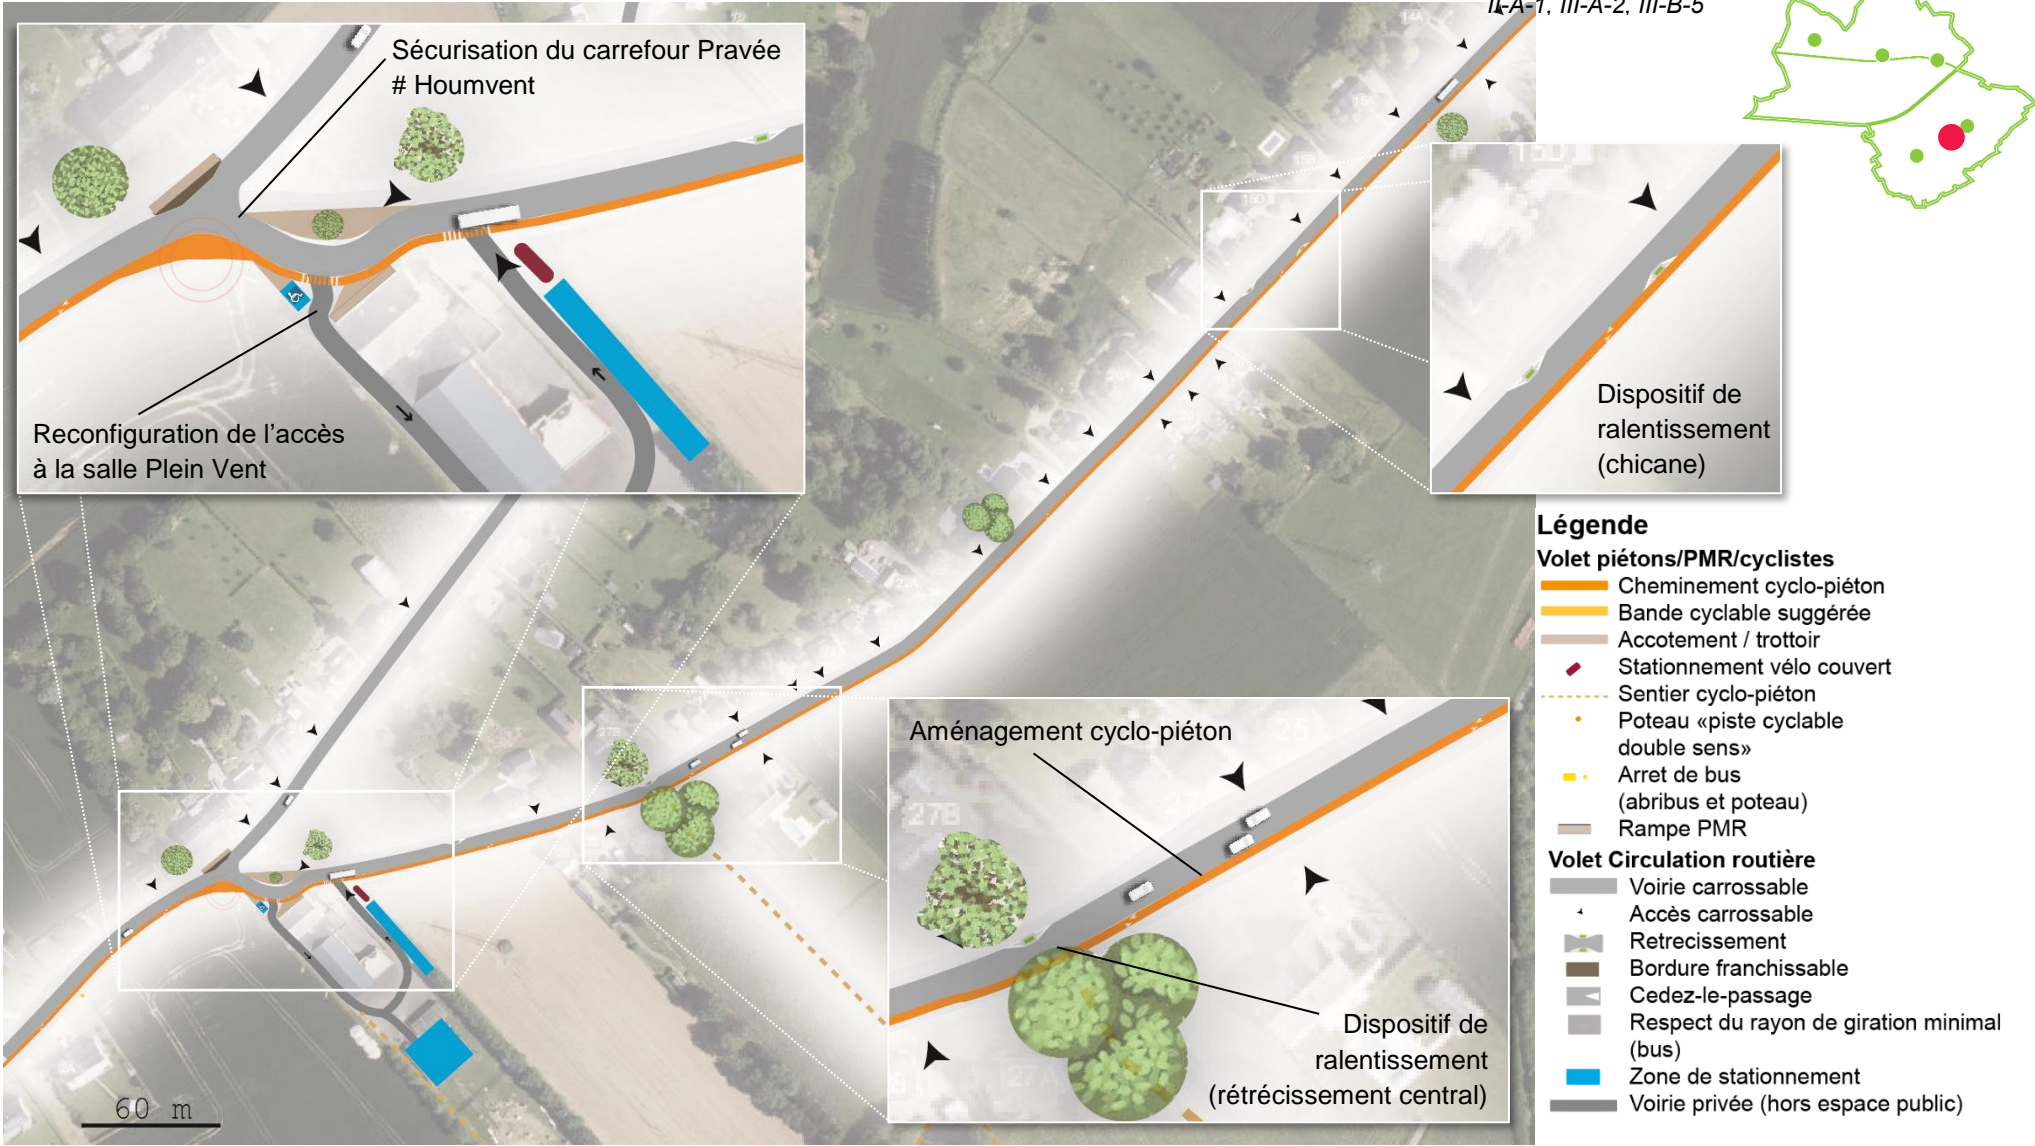 II-A-1, III-A-2, III-B-5
Sécurisation du carrefour Pravée
# Houmvent
Reconfiguration de l'accès
à la salle Plein Vent
Dispositif de
ralentissement
(chicane)
Aménagement cyclo-piéton
27B
27
25
Dispositif de
ralentissement
(rétrécissement central)
60 m
Légende
Volet piétons/PMR/cyclistes
Cheminement cyclo-piéton
Bande cyclable suggérée
Accotement / trottoir
Stationnement vélo couvert
Sentier cyclo-piéton
Poteau «piste cyclable
double sens»
Arret de bus
(abribus et poteau)
Rampe PMR
Volet Circulation routière
Voirie carrossable
Accès carrossable
Retrecissement
Bordure franchissable
Cedez-le-passage
Respect du rayon de giration minimal
(bus)
Zone de stationnement
Voirie privée (hors espace public)